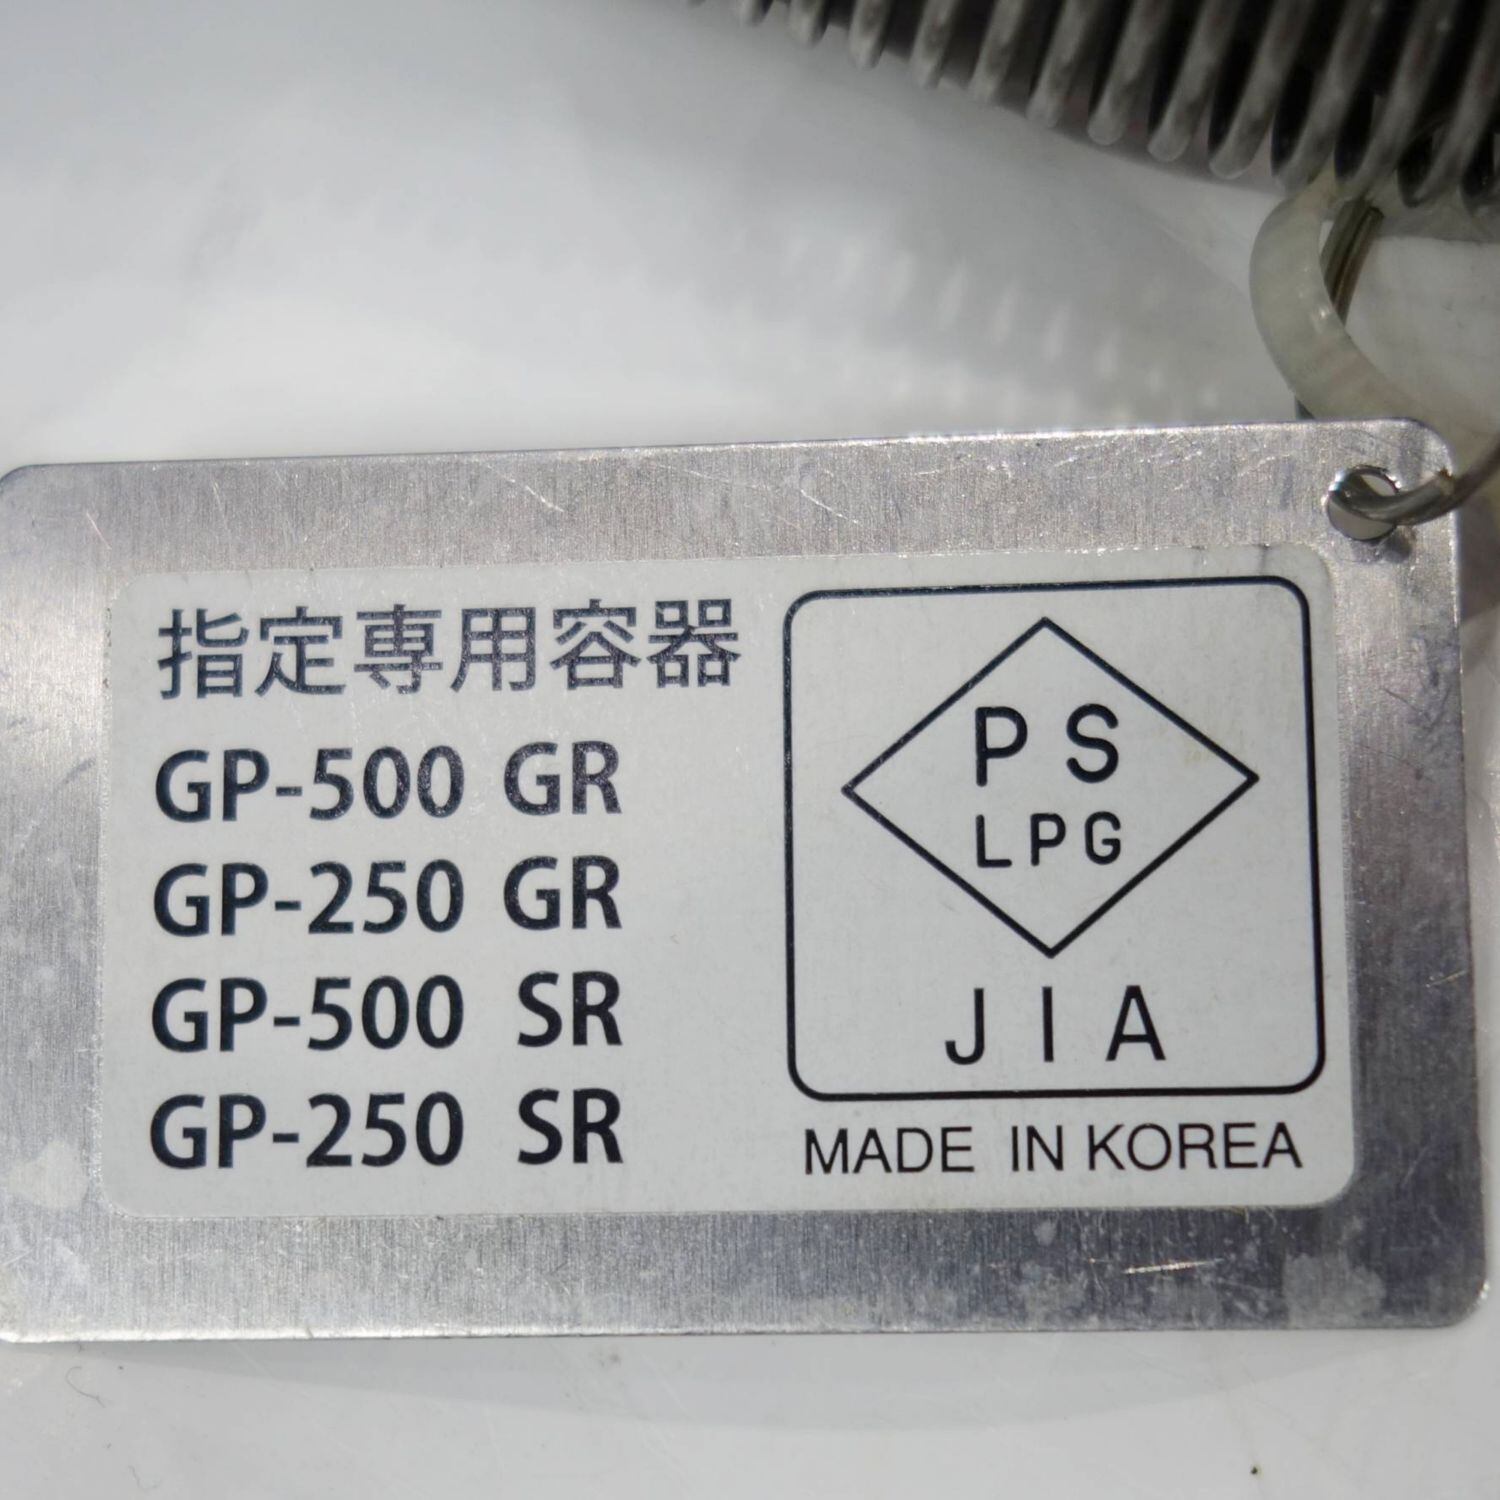 指定専用容器
GP-500 GR
GP-250 GR
GP-500 SR
GP-250 SR
PS
LPG
JIA
MADE IN KOREA